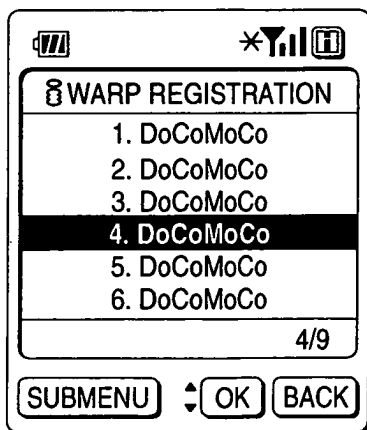 WARP REGISTRATION
1. DoCoMoCo
2. DoCoMoCo
3. DoCoMoCo
4. DoCoMoCo
5. DoCoMoCo
6. DoCoMoCo
4/9
SUBMENU OK BACK